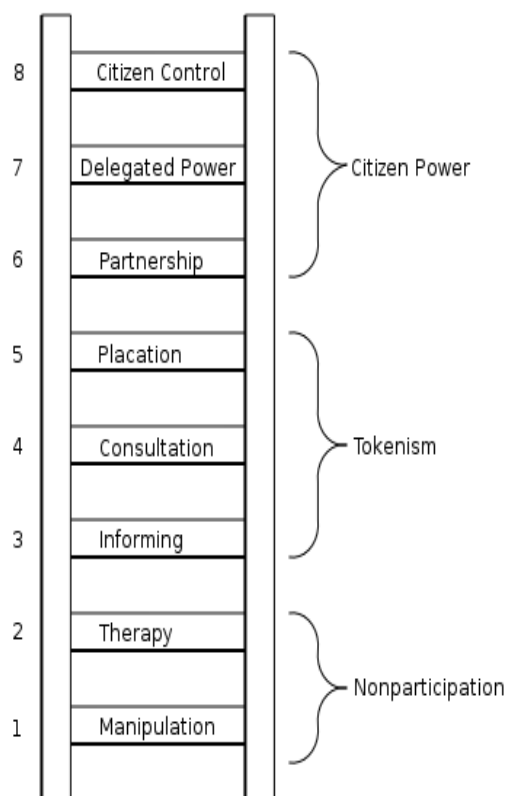 8 Citizen Control
7 Delegated Power Citizen Power
6 Partnership
5 Placation
4 Consultation Tokenism
3 Informing
2 Therapy
Nonparticipation
1 Manipulation